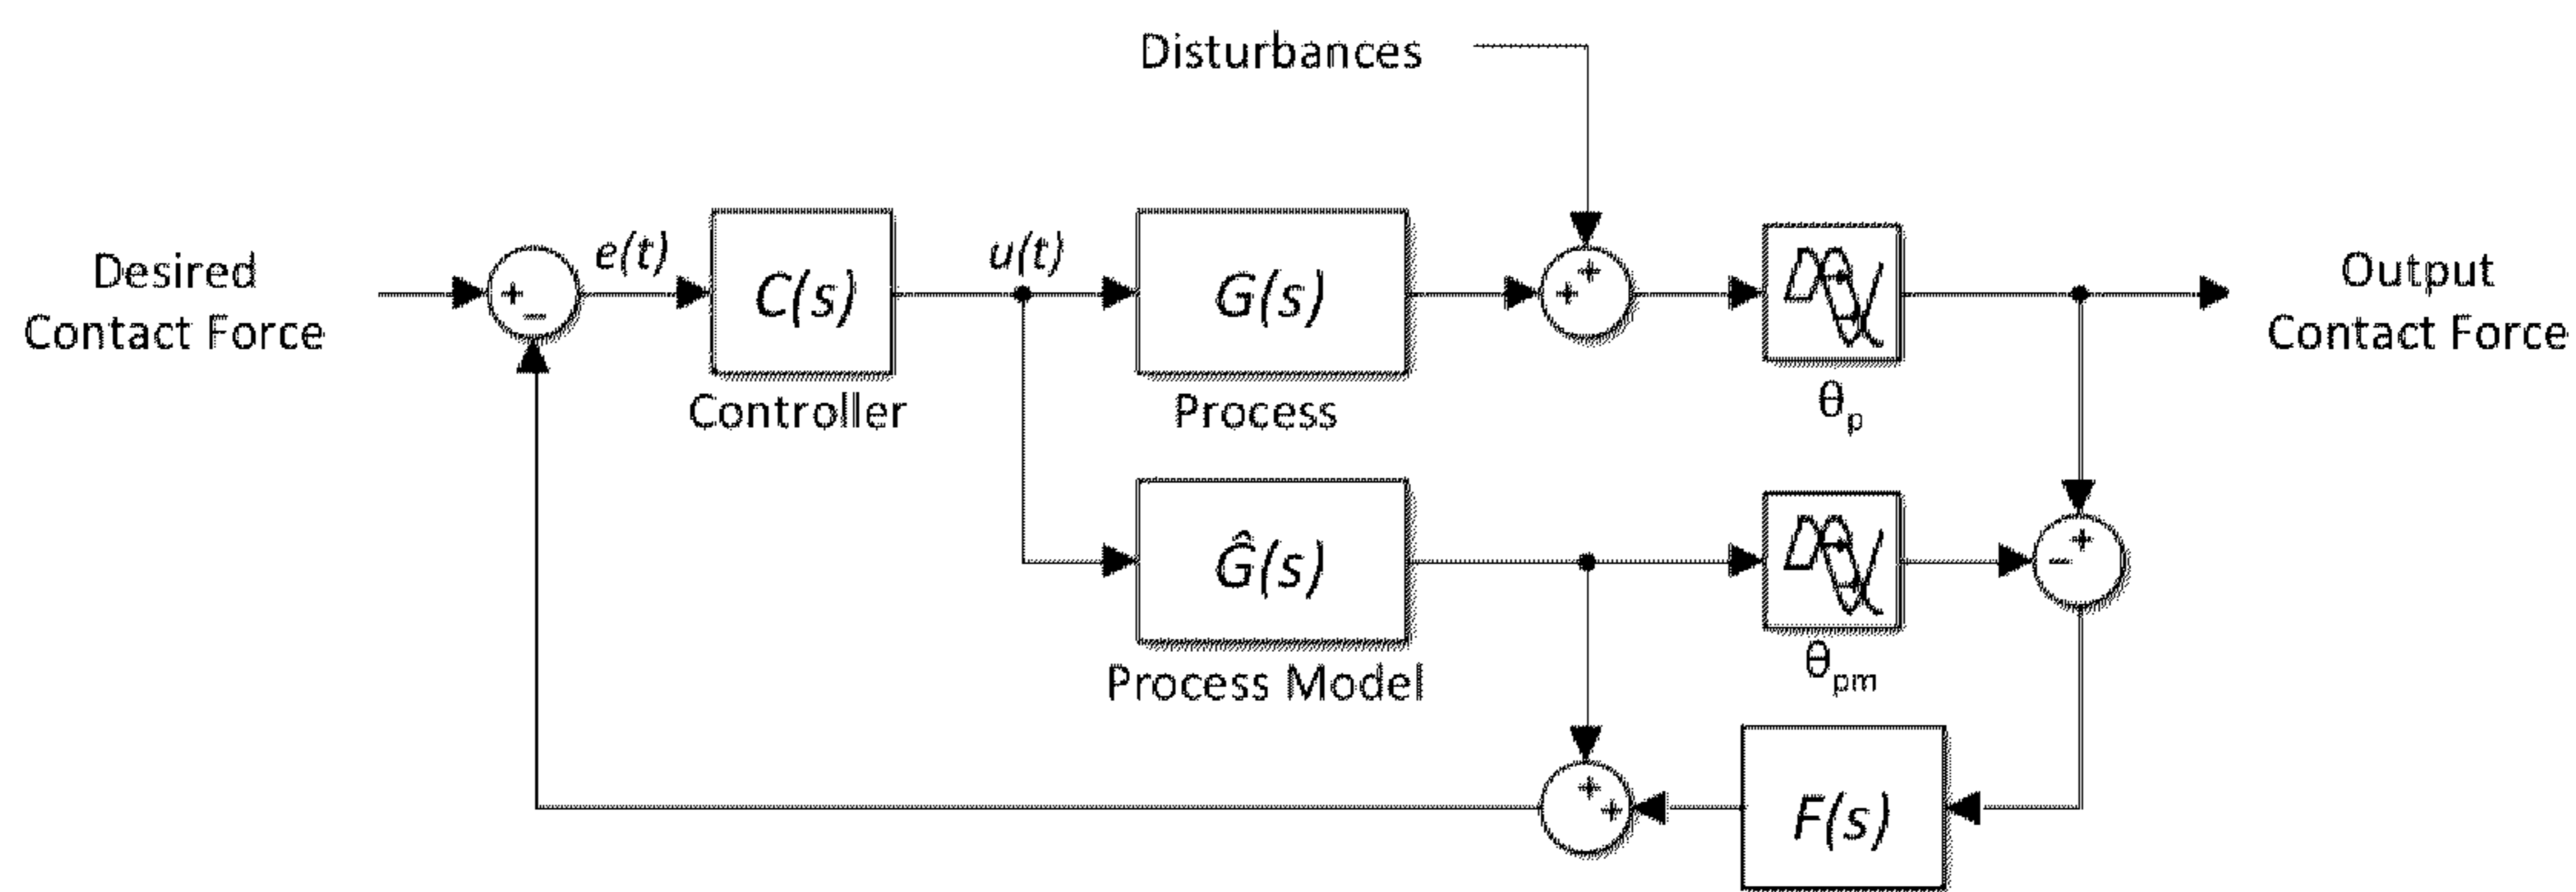 Disturbances
Desired
Contact Force
+
−
e(t)
C(s)
Controller
u(t)
G(s)
Process
+
+
θp
Output
Contact Force
Ĝ(s)
Process Model
θpm
+
−
+
+
F(s)